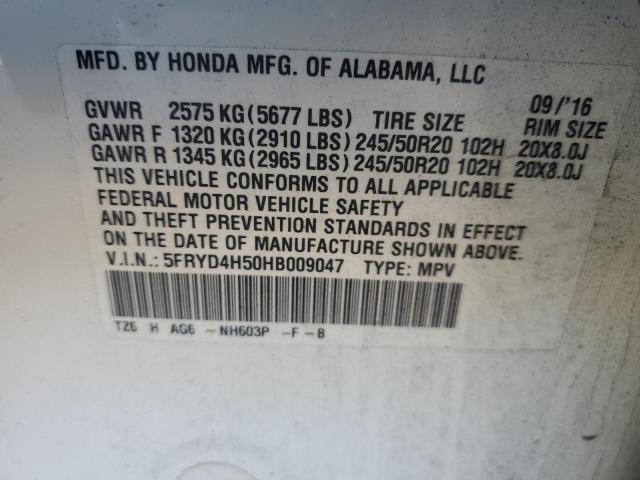 MFD. BY HONDA MFG. OF ALABAMA, LLC
09/'16
GVWR 2575 KG(5677 LBS) TIRE SIZE RIM SIZE
GAWR F 1320 KG(2910 LBS)245/50R20 102H 20X8.0J
GAWR R 1345 KG(2965 LBS)245/50R20 102H 20X8.0J
THIS VEHICLE CONFORMS TO ALL APPLICABLE
FEDERAL MOTOR VEHICLE SAFETY
AND THEFT PREVENTION STANDARDS IN EFFECT
ON THE DATE OF MANUFACTURE SHOWN ABOVE.
V.I.N.: 5FRYD4H50HB009047 TYPE: MPV
TZ6 H AG6 -NH603P -F -B